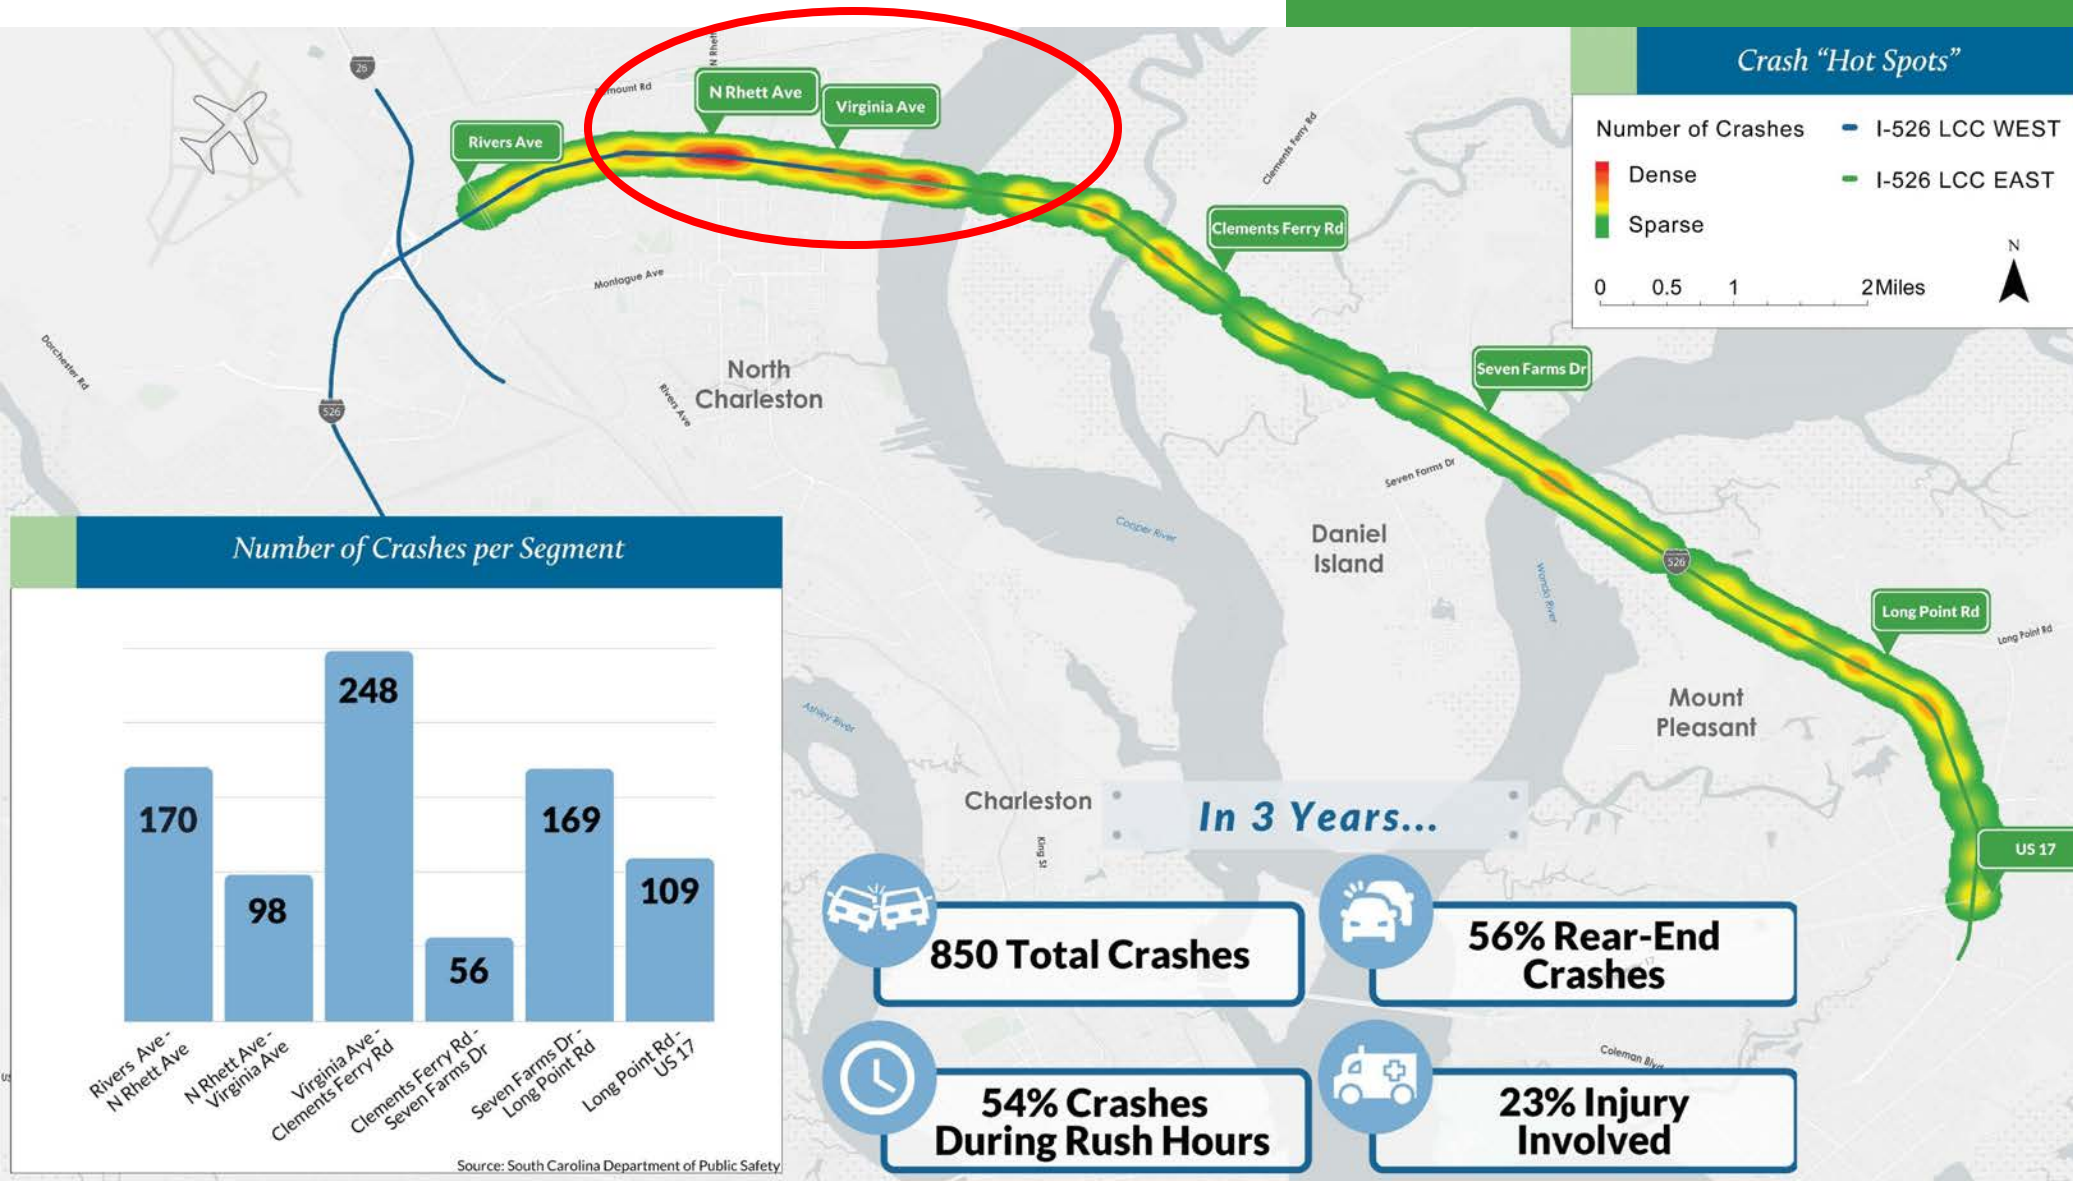 Crash “Hot Spots”
Number of Crashes
Dense
Sparse
I-526 LCC WEST
I-526 LCC EAST
N
0 0.5 1 2 Miles
26
N Rhett
N Rhett Ave
Virginia Ave
Rivers Ave
Clements Ferry Rd
Clements Ferry Rd
Montague Ave
Dorchester Rd
North
Charleston
Rivers Ave
526
Seven Farms Dr
Seven Farms Dr
Cooper River
Daniel
Island
Wando River
526
Long Point Rd
Long Point Rd
Mount
Pleasant
Ashley River
Charleston
King St
US 17
Coleman Blvd
Number of Crashes per Segment
170
98
248
56
169
109
Rivers Ave -
N Rhett Ave
N Rhett Ave -
Virginia Ave
Virginia Ave -
Clements Ferry Rd
Clements Ferry Rd -
Seven Farms Dr
Seven Farms Dr -
Long Point Rd
Long Point Rd -
US 17
Source: South Carolina Department of Public Safety
In 3 Years...
850 Total Crashes
56% Rear-End
Crashes
54% Crashes
During Rush Hours
23% Injury
Involved